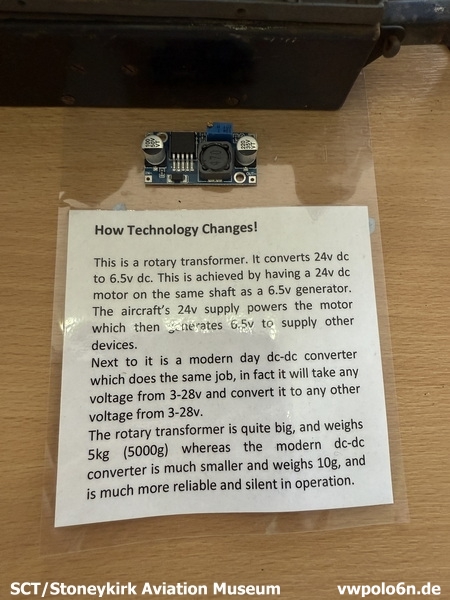 How Technology Changes!
This is a rotary transformer. It converts 24v dc
to 6.5v dc. This is achieved by having a 24v dc
motor on the same shaft as a 6.5v generator.
The aircraft's 24v supply powers the motor
which then generates 6.5v to supply other
devices.
Next to it is a modern day dc-dc converter
which does the same job, in fact it will take any
voltage from 3-28v and convert it to any other
voltage from 3-28v.
The rotary transformer is quite big, and weighs
5kg (5000g) whereas the modern dc-dc
converter is much smaller and weighs 10g, and
is much more reliable and silent in operation.
SCT/Stoneykirk Aviation Museum
vwpolo6n.de